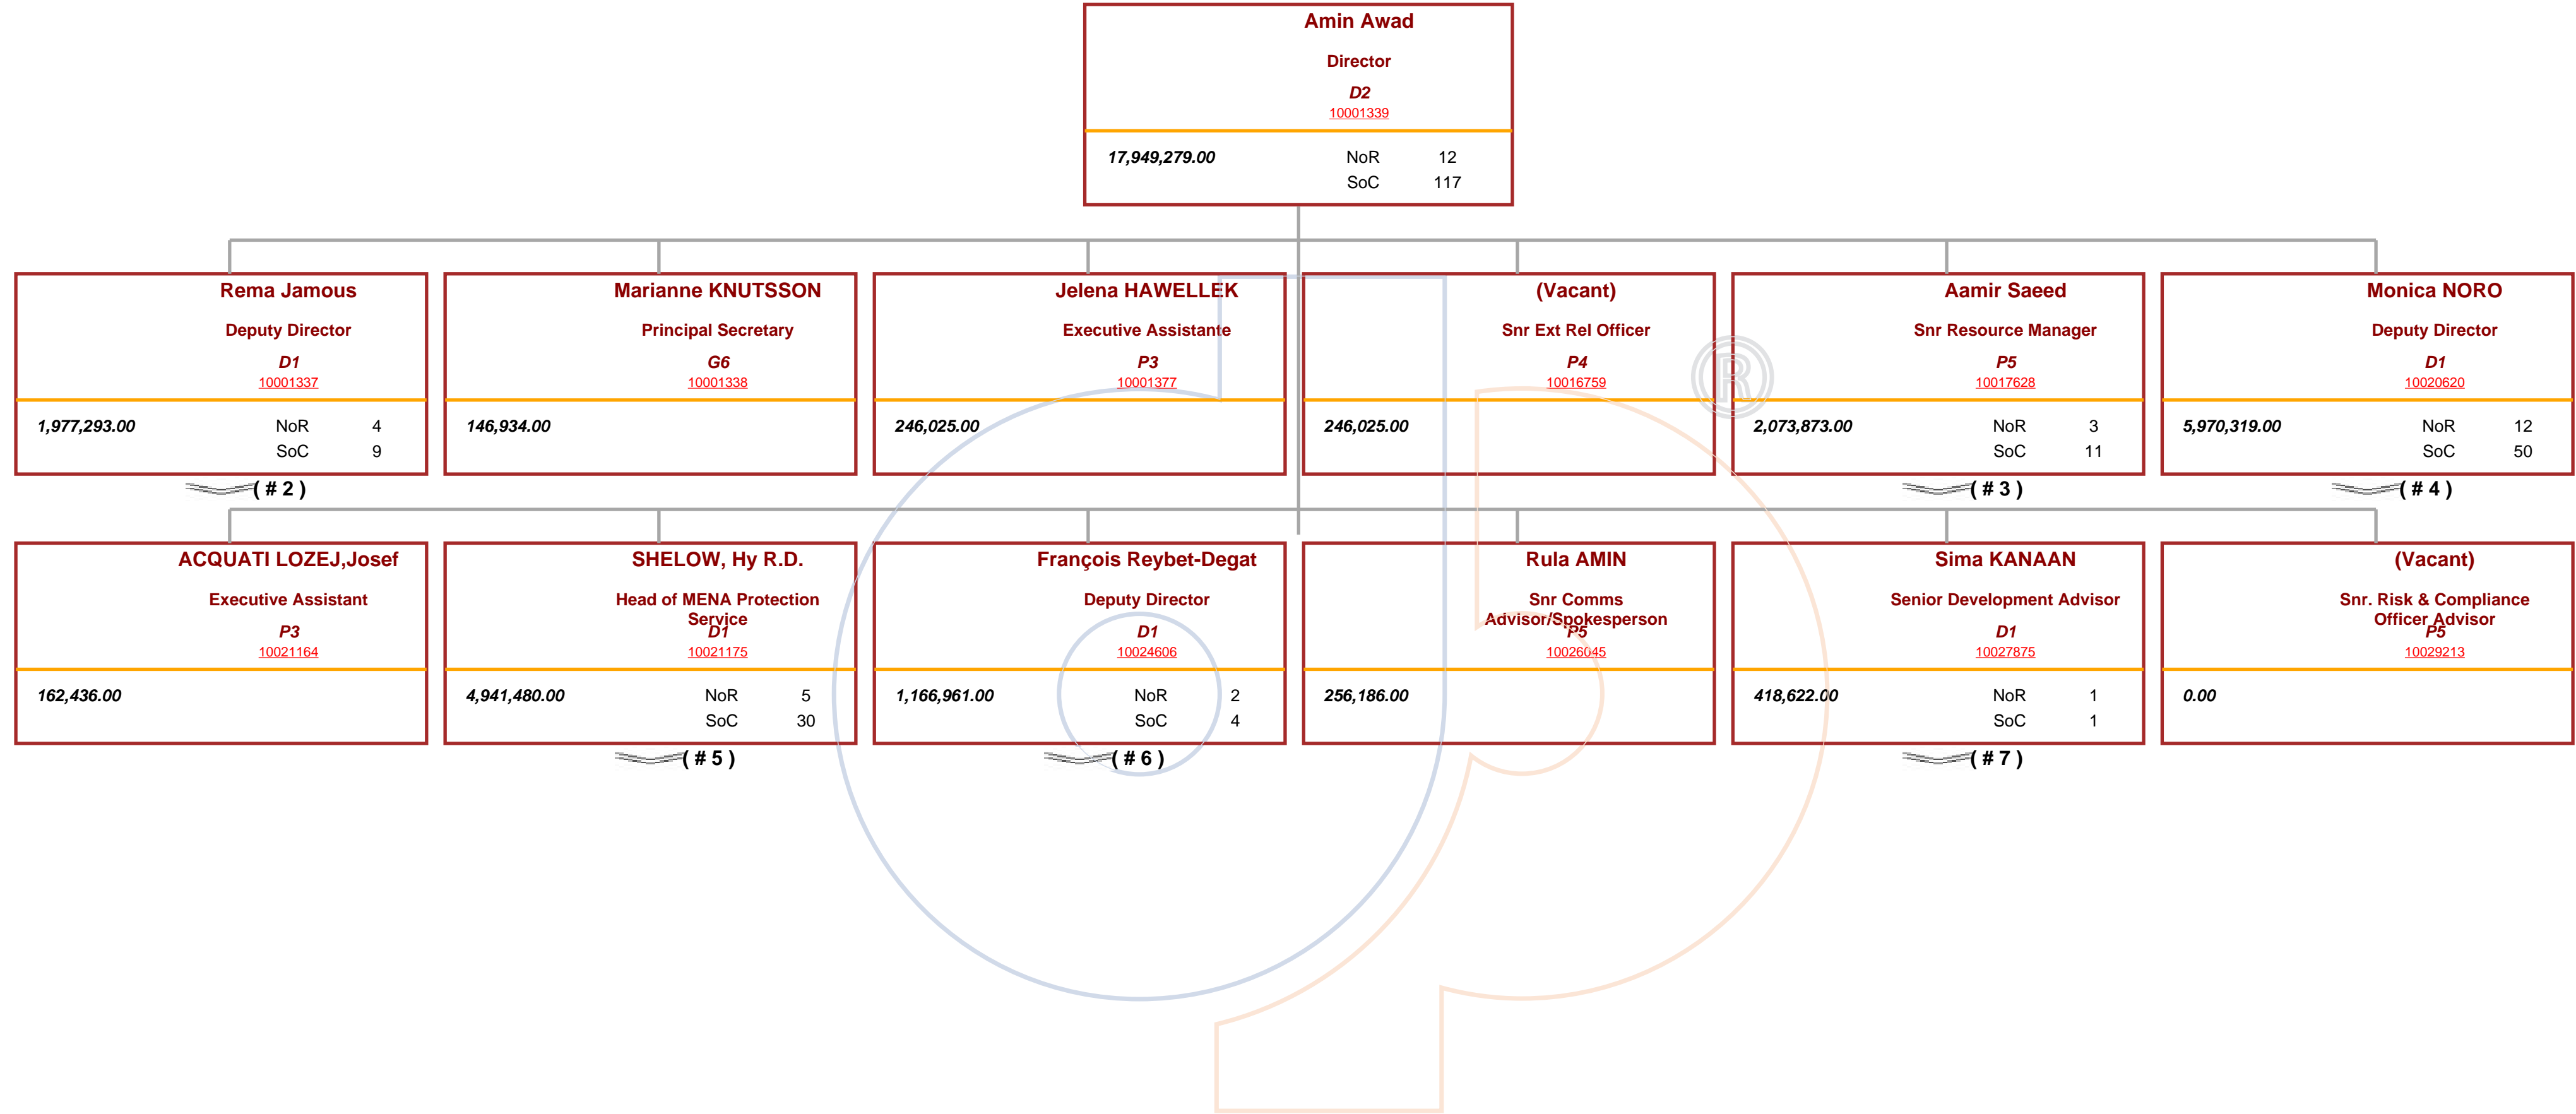 Amin Awad
Director
D2
10001339
17,949,279.00 NoR 12
SoC 117
Rema Jamous
Deputy Director
D1
10001337
1,977,293.00 NoR 4
SoC 9
( # 2 )
Marianne KNUTSSON
Principal Secretary
G6
10001338
146,934.00
Jelena HAWELLEK
Executive Assistante
P3
10001377
246,025.00
(Vacant)
Snr Ext Rel Officer
P4
10016759
246,025.00
Aamir Saeed
Snr Resource Manager
P5
10017628
2,073,873.00 NoR 3
SoC 11
( # 3 )
Monica NORO
Deputy Director
D1
10020620
5,970,319.00 NoR 12
SoC 50
( # 4 )
®
ACQUATI LOZEJ,Josef
Executive Assistant
P3
10021164
162,436.00
SHELOW, Hy R.D.
Head of MENA Protection
Service
D1
10021175
4,941,480.00 NoR 5
SoC 30
( # 5 )
François Reybet-Degat
Deputy Director
D1
10024606
1,166,961.00 NoR 2
SoC 4
( # 6 )
Rula AMIN
Snr Comms
Advisor/Spokesperson
P5
10026045
256,186.00
Sima KANAAN
Senior Development Advisor
D1
10027875
418,622.00 NoR 1
SoC 1
( # 7 )
(Vacant)
Snr. Risk & Compliance
Officer Advisor
P5
10029213
0.00